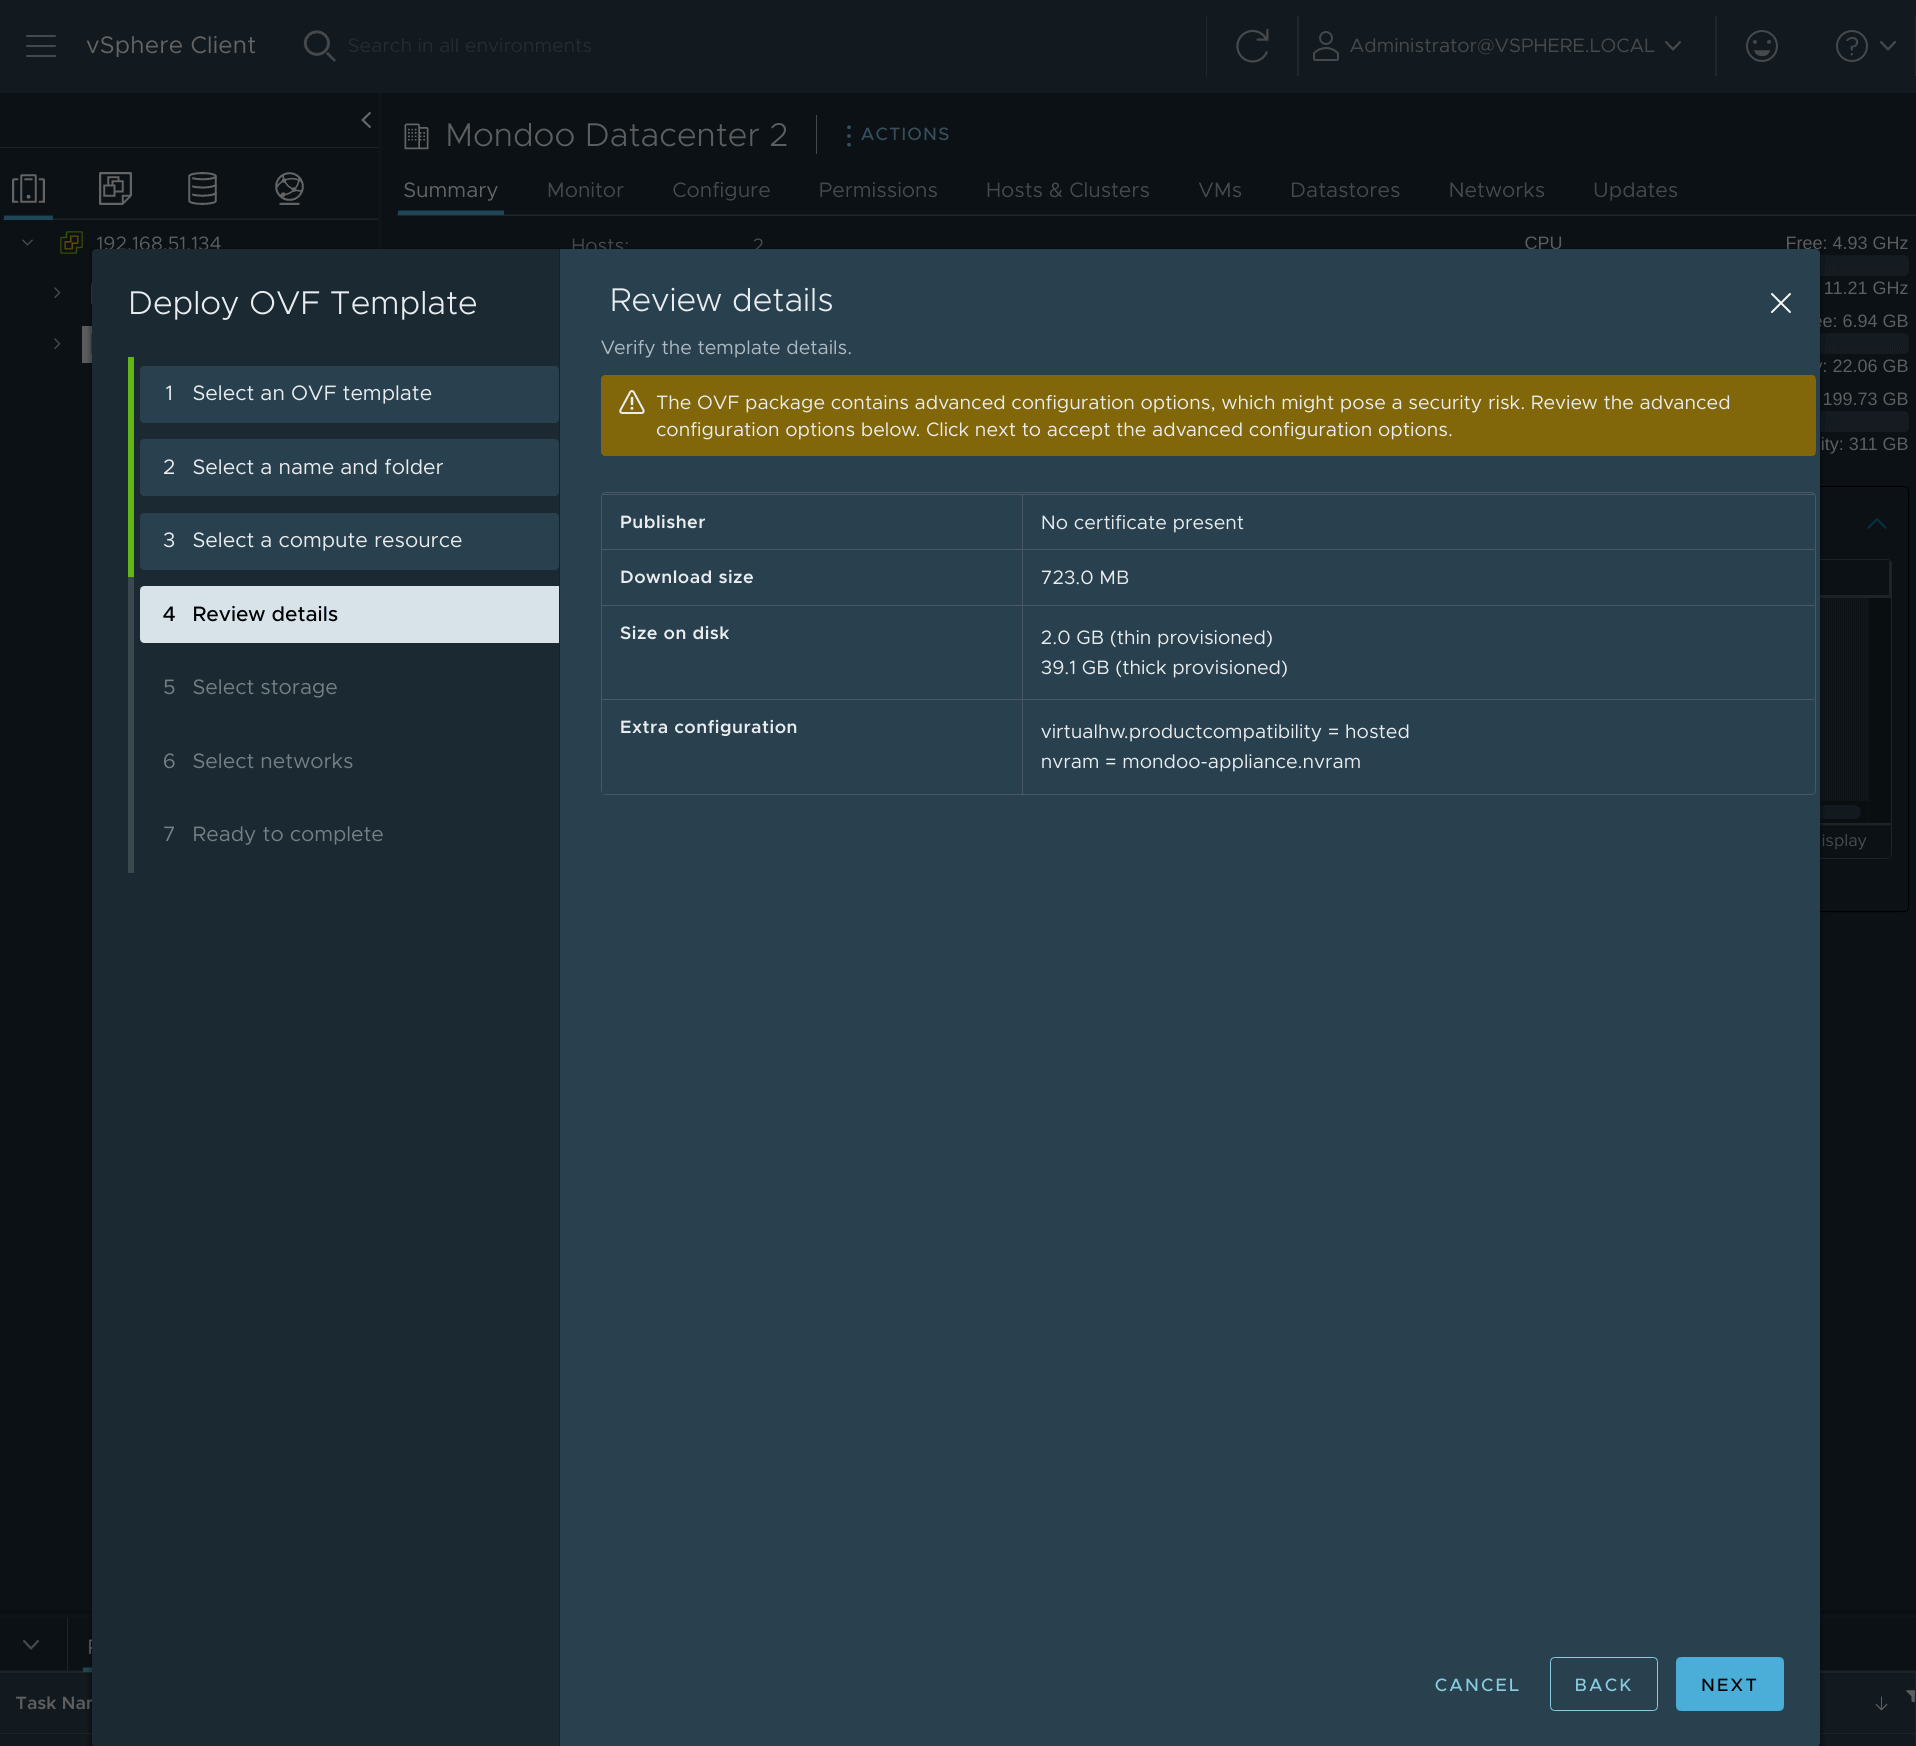 vSphere Client
Search in all environments
Administrator@VSPHERE.LOCAL
Mondoo Datacenter 2
ACTIONS
Summary Monitor Configure Permissions Hosts & Clusters VMs Datastores Networks Updates
192.168.51.134
Hosts: 2
CPU
Free: 4.93 GHz
11.21 GHz
6.94 GB
22.06 GB
199.73 GB
311 GB
Deploy OVF Template
1 Select an OVF template
2 Select a name and folder
3 Select a compute resource
4 Review details
5 Select storage
6 Select networks
7 Ready to complete
Review details
Verify the template details.
The OVF package contains advanced configuration options, which might pose a security risk. Review the advanced
configuration options below. Click next to accept the advanced configuration options.
Publisher No certificate present
Download size 723.0 MB
Size on disk 2.0 GB (thin provisioned)
39.1 GB (thick provisioned)
Extra configuration virtualhw.productcompatibility = hosted
nvram = mondoo-appliance.nvram
CANCEL BACK NEXT
Task